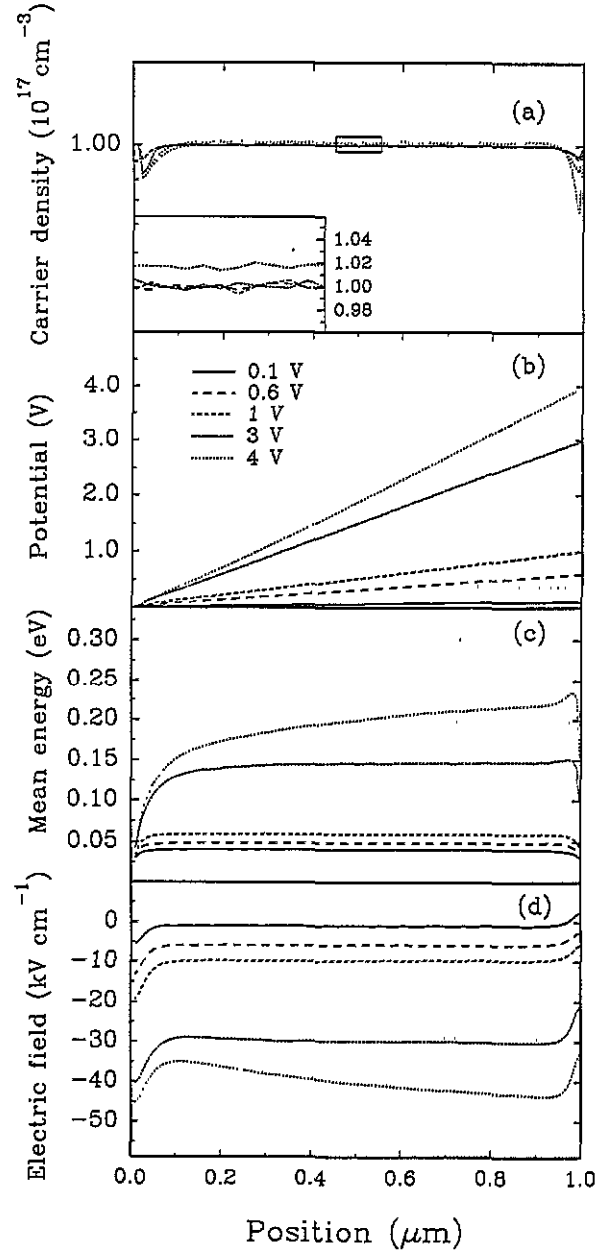 Carrier density (10^17 cm^-3)
(a)
1.00
1.04
1.02
1.00
0.98
Potential (V)
(b)
4.0
3.0
2.0
1.0
0.1 V
0.6 V
1 V
3 V
4 V
Mean energy (eV)
(c)
0.30
0.25
0.20
0.15
0.10
0.05
Electric field (kV cm^-1)
(d)
0
-10
-20
-30
-40
-50
0.0 0.2 0.4 0.6 0.8 1.0
Position (μm)